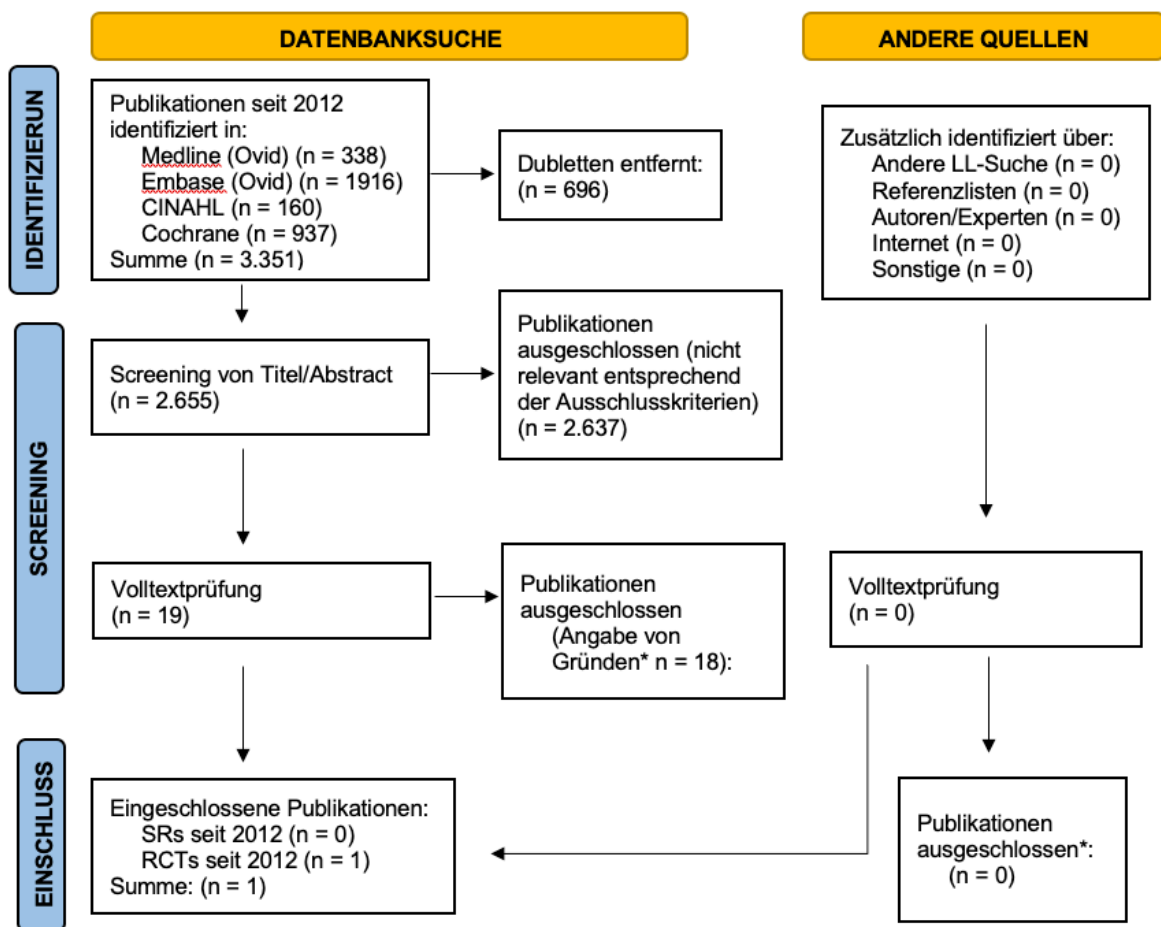 DATENBANKSUCHE
ANDERE QUELLEN
IDENTIFIZIERUN
Publikationen seit 2012
identifiziert in:
Medline (Ovid) (n = 338)
Embase (Ovid) (n = 1916)
CINAHL (n = 160)
Cochrane (n = 937)
Summe (n = 3.351)
Dubletten entfernt:
(n = 696)
Zusätzlich identifiziert über:
Andere LL-Suche (n = 0)
Referenzlisten (n = 0)
Autoren/Experten (n = 0)
Internet (n = 0)
Sonstige (n = 0)
SCREENING
Screening von Titel/Abstract
(n = 2.655)
Publikationen
ausgeschlossen (nicht
relevant entsprechend
der Ausschlusskriterien)
(n = 2.637)
Volltextprüfung
(n = 19)
Publikationen
ausgeschlossen
(Angabe von
Gründen* n = 18):
Volltextprüfung
(n = 0)
EINSCHLUSS
Eingeschlossene Publikationen:
SRs seit 2012 (n = 0)
RCTs seit 2012 (n = 1)
Summe: (n = 1)
Publikationen
ausgeschlossen*:
(n = 0)